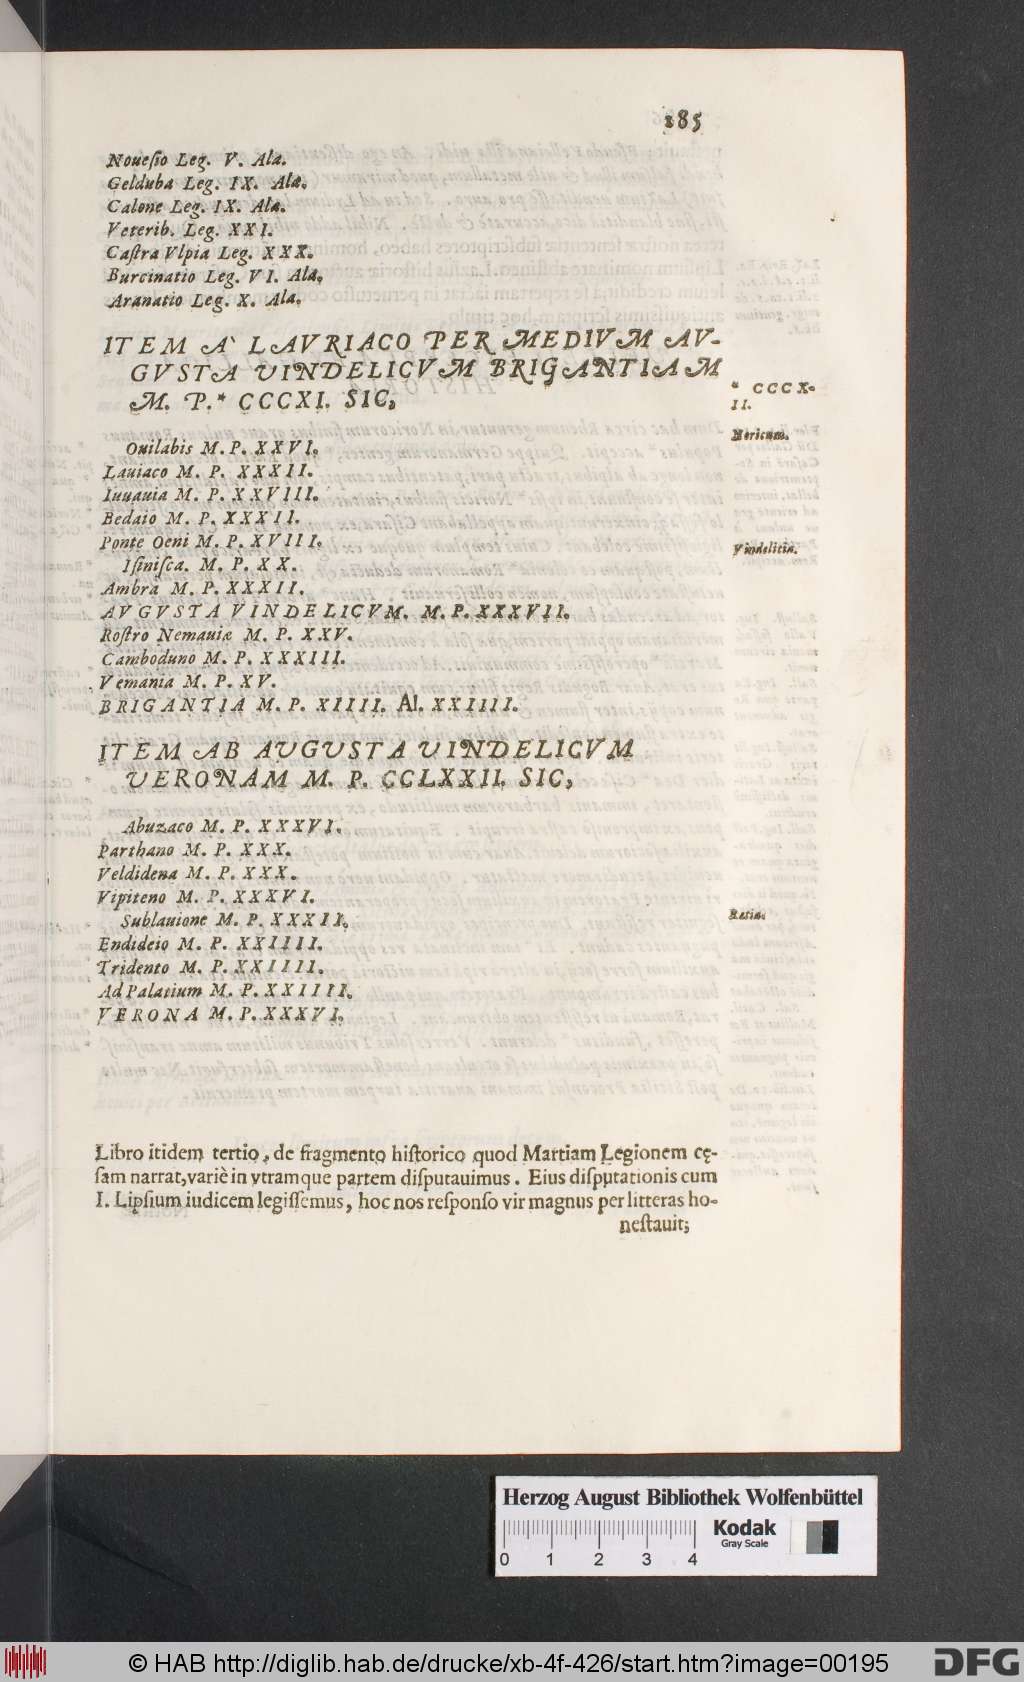 185
Nouesio Leg. V. Ala.
Gelduba Leg. IX. Ala.
Calone Leg. IX. Ala.
Veterib. Leg. XXI.
Castra Vlpia Leg. XXX.
Burcinatio Leg. VI. Ala.
Aranatio Leg. X. Ala.
ITEM A` LAVRIACO PER MEDIVM AV-
GVSTA VINDELICVM BRIGANTIAM
M. P.* CCCXI. SIC,
* CCCX-
II.
Ouilabis M. P. XXVI.
Noricum.
Lauiaco M. P. XXXII.
Iuuauia M. P. XXVIII.
Bedaio M. P. XXXII.
Ponte Oeni M. P. XVIII.
Isinisca. M. P. XX.
Vindelitia.
Ambrà M. P. XXXII.
AVGVSTA VINDELICVM. M. P. XXXVII.
Rostro Nemauiæ M. P. XXV.
Camboduno M. P. XXXIII.
Vemania M. P. XV.
BRIGANTIA M. P. XIIII. Al. XXIIII.
ITEM AB AVGVSTA VINDELICVM
VERONAM M. P. CCLXXII. SIC,
Abuzaco M. P. XXXVI.
Parthano M. P. XXX.
Veldidena M. P. XXX.
Vipiteno M. P. XXXVI.
Sublauione M. P. XXXII.
Retia.
Endideio M. P. XXIIII.
Tridento M. P. XXIIII.
Ad Palatium M. P. XXIIII.
VERONA M. P. XXXVI.
Libro itidem tertio, de fragmento historico quod Martiam Legionem cę-
sam narrat, variè in vtramque partem disputauimus. Eius disputationis cum
I. Lipsium iudicem legissemus, hoc nos responso vir magnus per litteras ho-
nestauit;
Herzog August Bibliothek Wolfenbüttel
Kodak
Gray Scale
0 1 2 3 4
© HAB http://diglib.hab.de/drucke/xb-4f-426/start.htm?image=00195
DFG